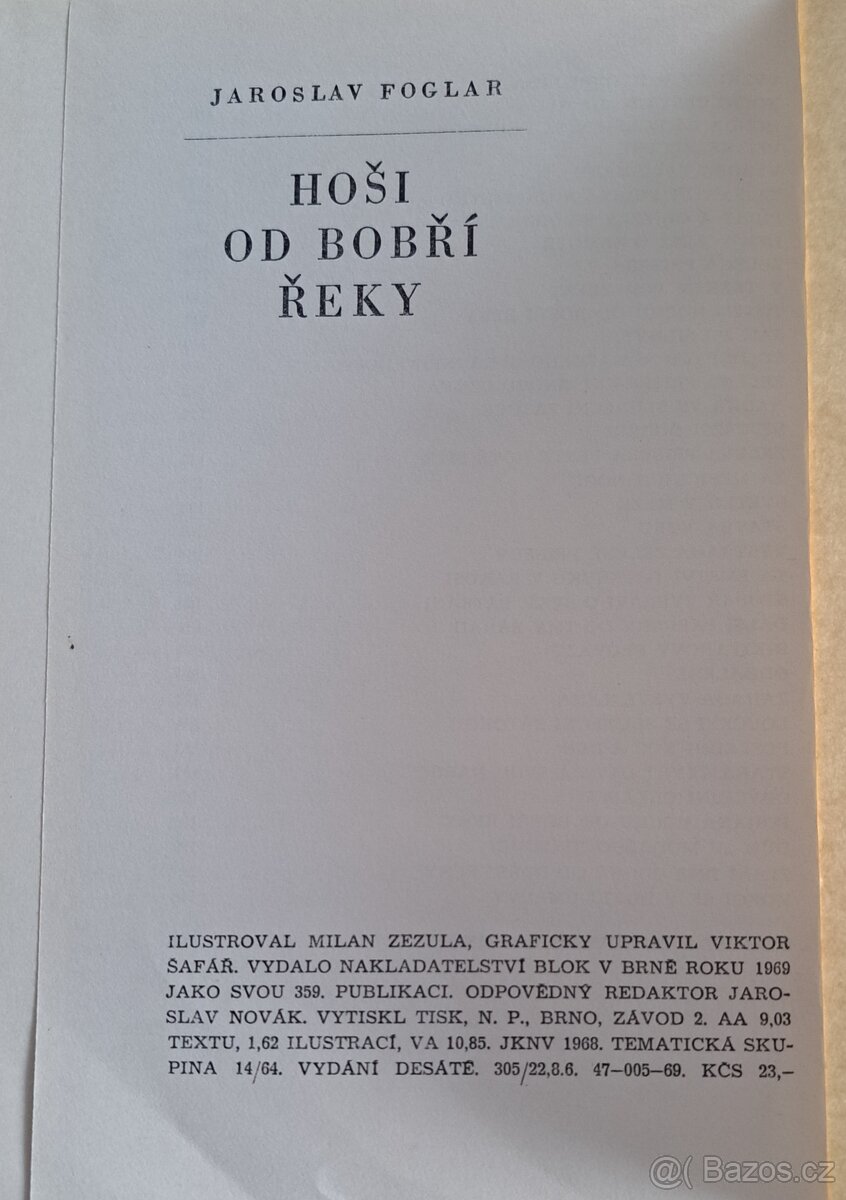 JAROSLAV FOGLAR
HOŠI
OD BOBŘÍ
ŘEKY
ILUSTROVAL MILAN ZEZULA, GRAFICKY UPRAVIL VIKTOR
ŠAFÁŘ. VYDALO NAKLADATELSTVÍ BLOK V BRNĚ ROKU 1969
JAKO SVOU 359. PUBLIKACI. ODPOVĚDNÝ REDAKTOR JARO-
SLAV NOVÁK. VYTISKL TISK, N. P., BRNO, ZÁVOD 2. AA 9,03
TEXTU, 1,62 ILUSTRACÍ, VA 10,85. JKNV 1968. TEMATICKÁ SKU-
PINA 14/64. VYDÁNÍ DESÁTÉ. 305/22,8.6. 47—005—69. KČS 23,—
@( Bazos.cz